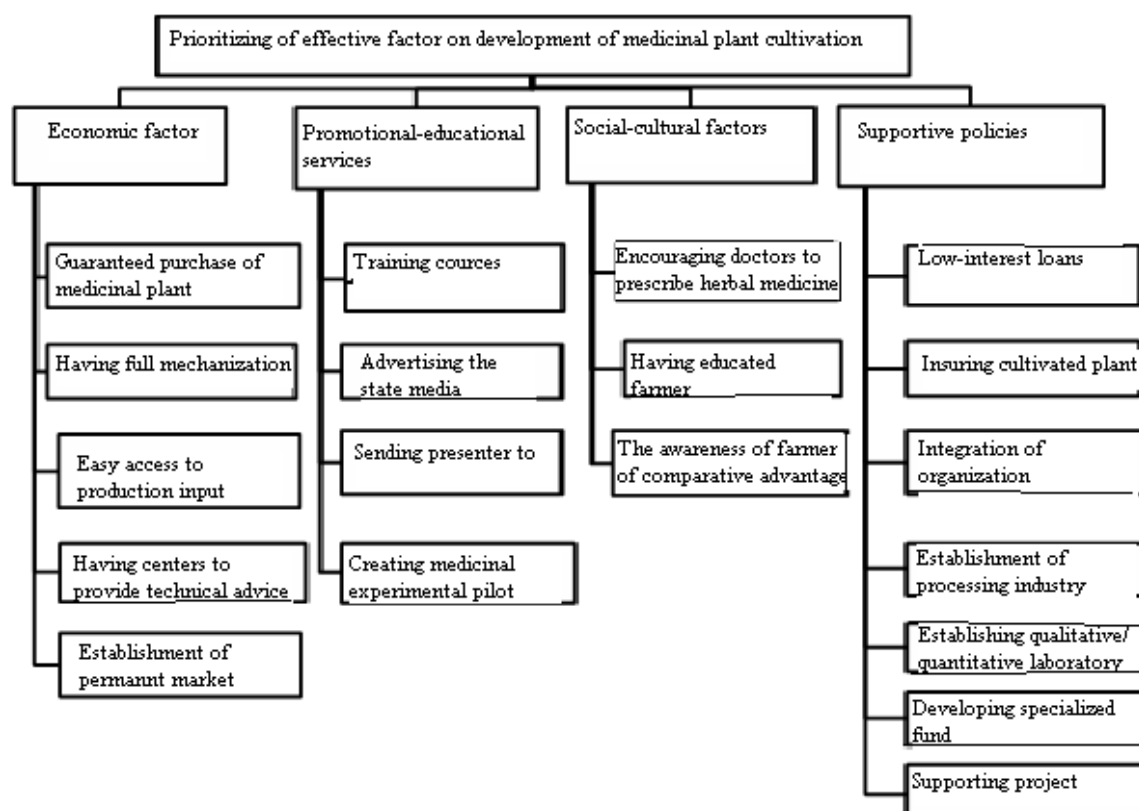 Prioritizing of effective factor on development of medicinal plant cultivation
Economic factor
Guaranteed purchase of
medicinal plant
Having full mechanization
Easy access to
production input
Having centers to
provide technical advice
Establishment of
permannt market
Promotional-educational
services
Training cources
Advertising the
state media
Sending presenter to
Creating medicinal
experimental pilot
Social-cultural factors
Encouraging doctors to
prescribe herbal medicine
Having educated
farmer
The awareness of farmer
of comparative advantage
Supportive policies
Low-interest loans
Insuring cultivated plant
Integration of
organization
Establishment of
processing industry
Establishing qualitative/
quantitative laboratory
Developing specialized
fund
Supporting project